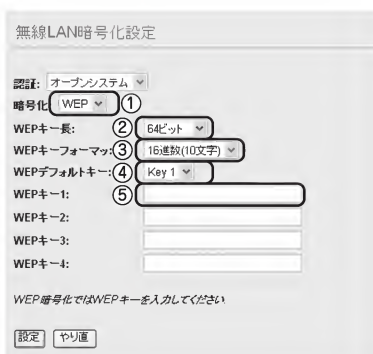 無線LAN暗号化設定
認証: オープンシステム
暗号化 WEP ①
WEPキー長: ② 64ビット
WEPキーフォーマッ: ③ 16進数(10文字)
WEPデフォルトキー: ④ Key 1
WEPキー1: ⑤
WEPキー2:
WEPキー3:
WEPキー4:
WEP暗号化ではWEPキーを入力してください
設定 やり直